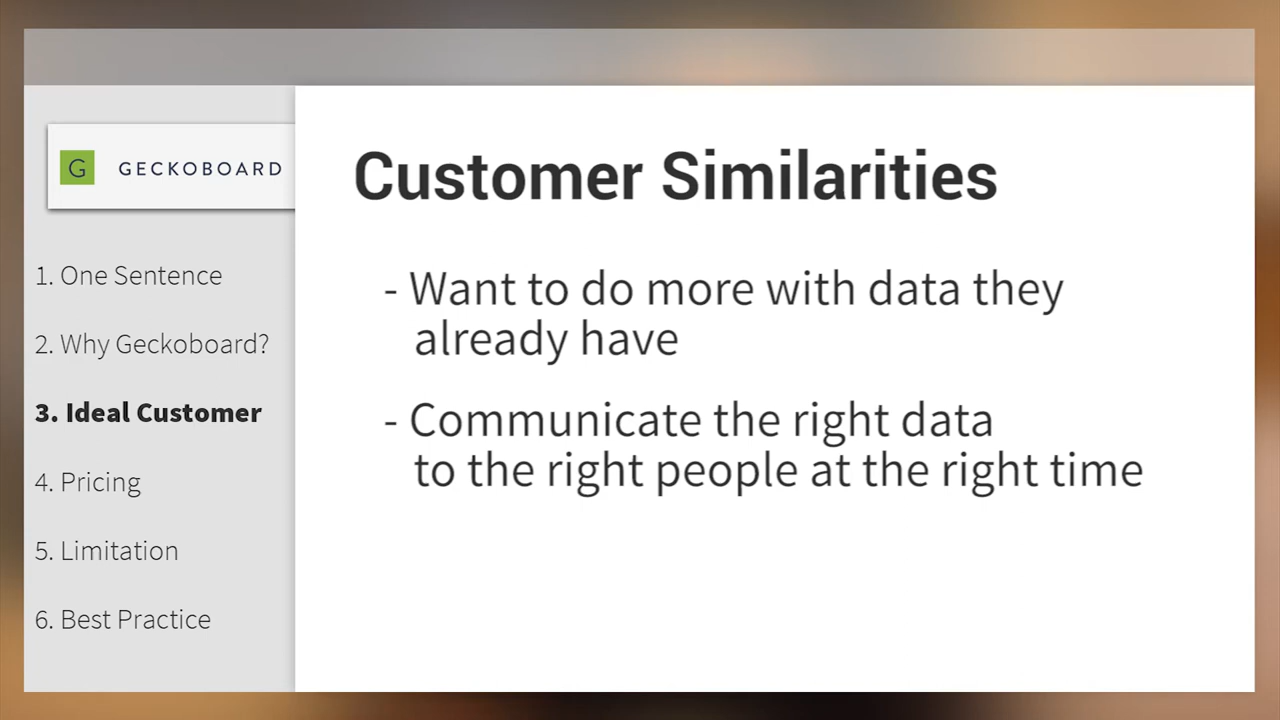 G GECKOBOARD
1. One Sentence
2. Why Geckoboard?
3. Ideal Customer
4. Pricing
5. Limitation
6. Best Practice
Customer Similarities
- Want to do more with data they
already have
- Communicate the right data
to the right people at the right time